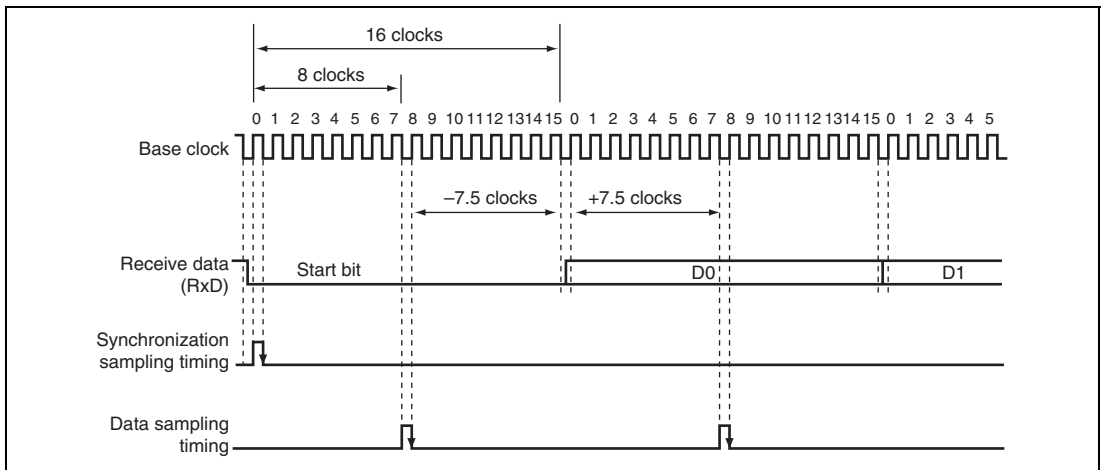 16 clocks
8 clocks
0 1 2 3 4 5 6 7 8 9 10 11 12 13 14 15 0 1 2 3 4 5 6 7 8 9 10 11 12 13 14 15 0 1 2 3 4 5
Base clock
–7.5 clocks +7.5 clocks
Receive data
(RxD)
Start bit D0 D1
Synchronization
sampling timing
Data sampling
timing